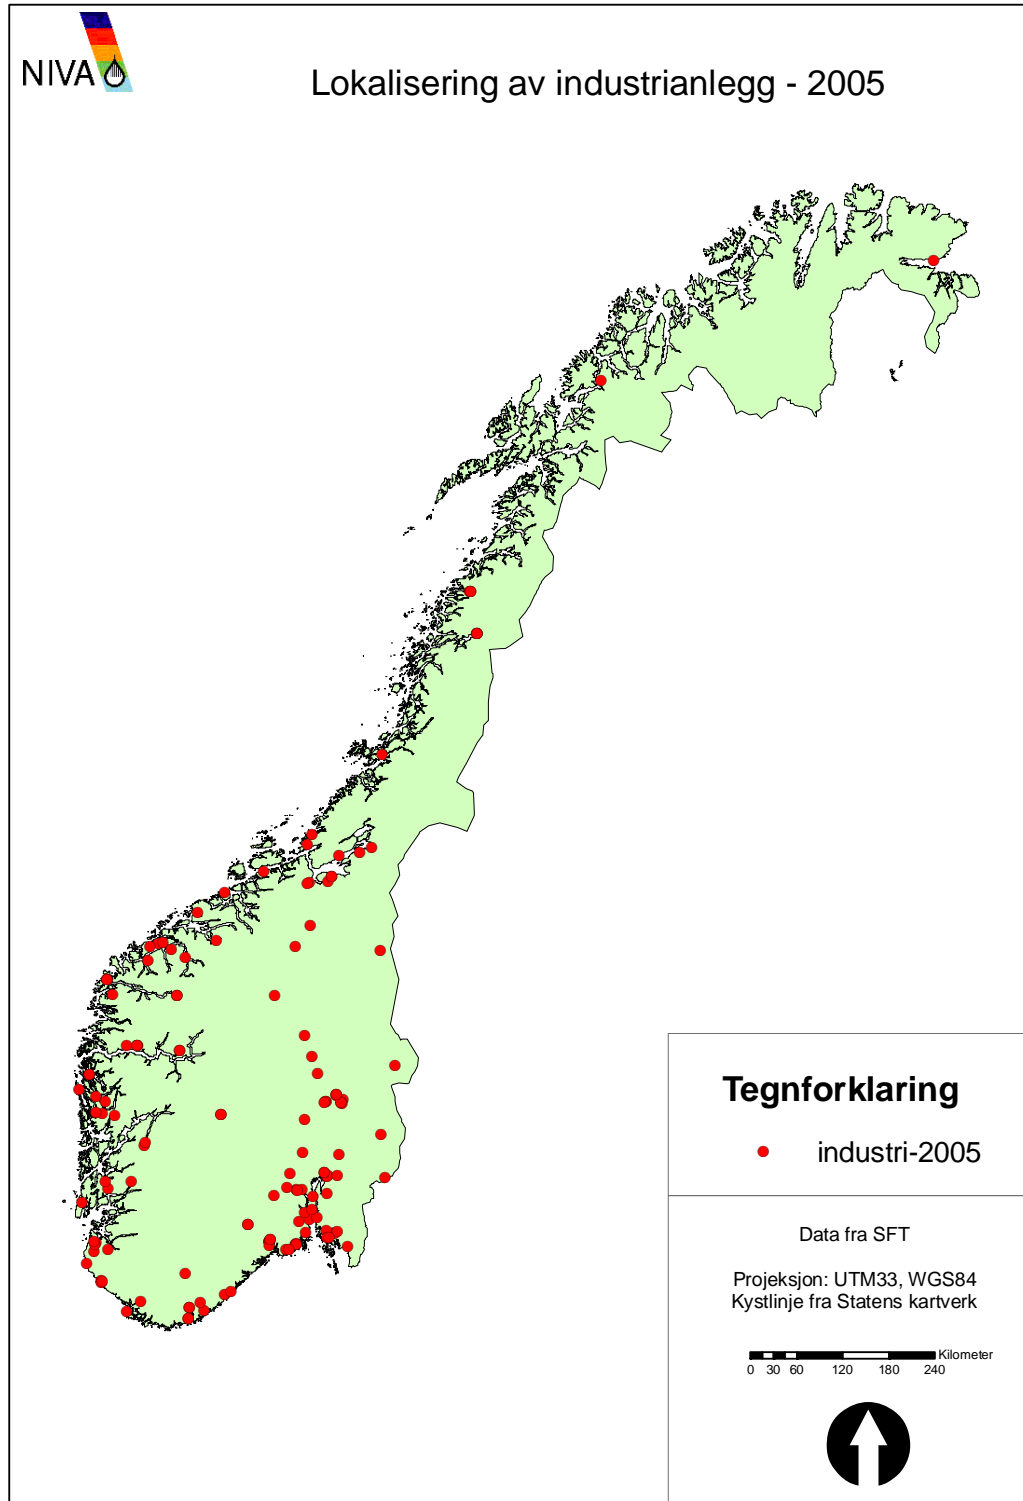 NIVA
Lokalisering av industrianlegg - 2005
Tegnforklaring
industri-2005
Data fra SFT
Projeksjon: UTM33, WGS84
Kystlinje fra Statens kartverk
Kilometer
0 30 60 120 180 240